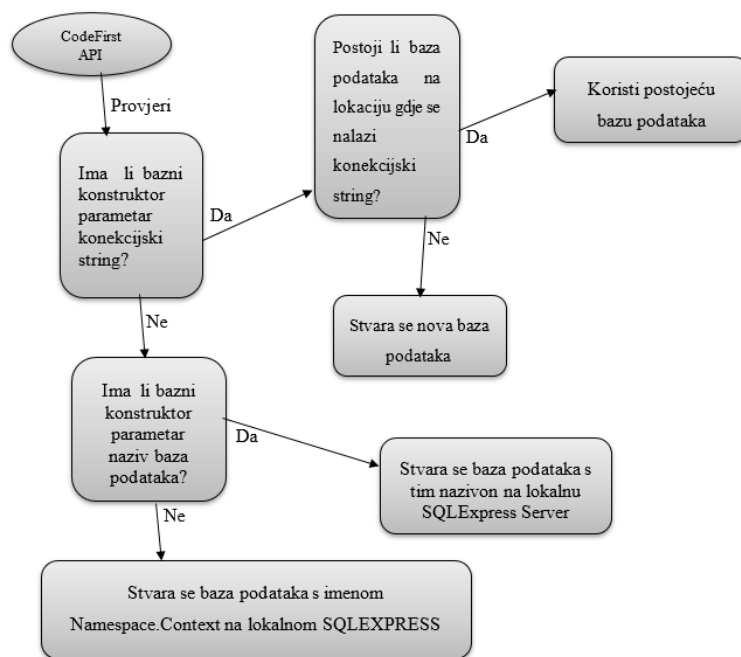 CodeFirst
API
Provjeri
Ima li bazni
konstruktor
parametar
konekcijski
string?
Da
Postoji li baza
podataka na
lokaciju gdje se
nalazi
konekcijski
string?
Da
Koristi postojeću
bazu podataka
Ne
Stvara se nova baza
podataka
Ne
Ima li bazni
konstruktor
parametar
naziv baza
podataka?
Da
Stvara se baza podataka s
tim nazivon na lokalnu
SQLExpress Server
Ne
Stvara se baza podataka s imenom
Namespace.Context na lokalnom SQLEXPRESS